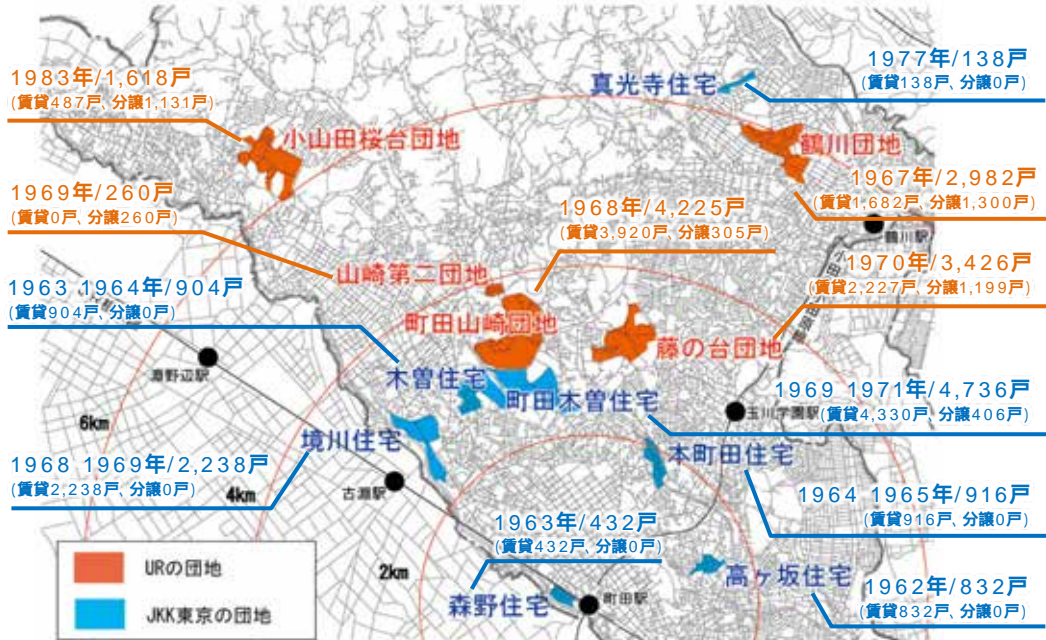 1977年/138戸
(賃貸138戸、分譲0戸)
真光寺住宅
1983年/1,618戸
(賃貸487戸、分譲1,131戸)
小山田桜台団地
鶴川団地
1967年/2,982戸
(賃貸1,682戸、分譲1,300戸)
1969年/260戸
(賃貸0戸、分譲260戸)
1968年/4,225戸
(賃貸3,920戸、分譲305戸)
鶴川駅
1970年/3,426戸
(賃貸2,227戸、分譲1,199戸)
山崎第二団地
1963 1964年/904戸
(賃貸904戸、分譲0戸)
町田山崎団地
藤の台団地
淵野辺駅
木曽住宅
町田木曽住宅
1969 1971年/4,736戸
(賃貸4,330戸、分譲406戸)
玉川学園駅
6km
境川住宅
本町田住宅
1968 1969年/2,238戸
(賃貸2,238戸、分譲0戸)
4km
古淵駅
1964 1965年/916戸
(賃貸916戸、分譲0戸)
1963年/432戸
(賃貸432戸、分譲0戸)
URの団地
2km
高ヶ坂住宅
1962年/832戸
(賃貸832戸、分譲0戸)
JKK東京の団地
森野住宅
町田駅